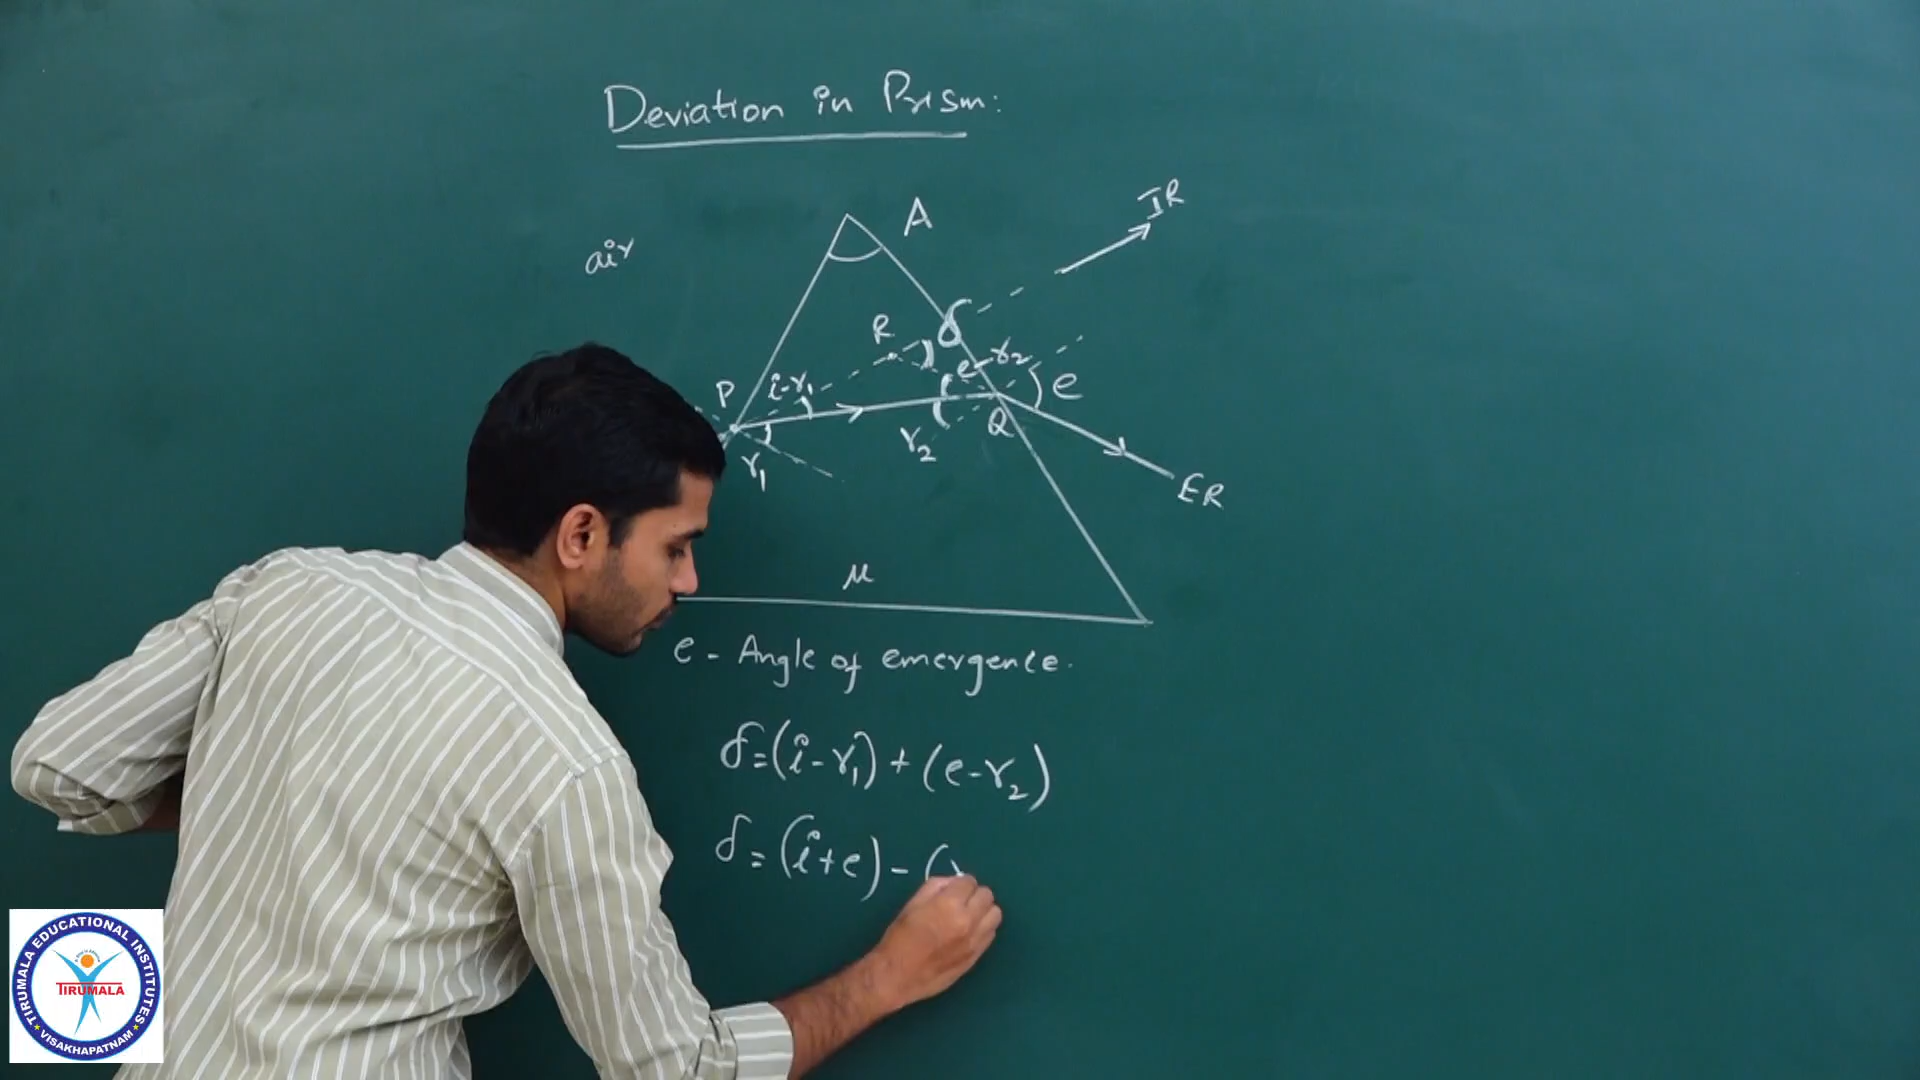 Deviation in Prism:
A
IR
air
R
δ
P
i-r₁
e-r₂
e
r₁
r₂
Q
ER
μ
e - Angle of emergence.
δ=(i-r₁)+(e-r₂)
δ=(i+e)-(
TIRUMALA EDUCATIONAL INSTITUTES
TIRUMALA
★ VISAKHAPATNAM ★